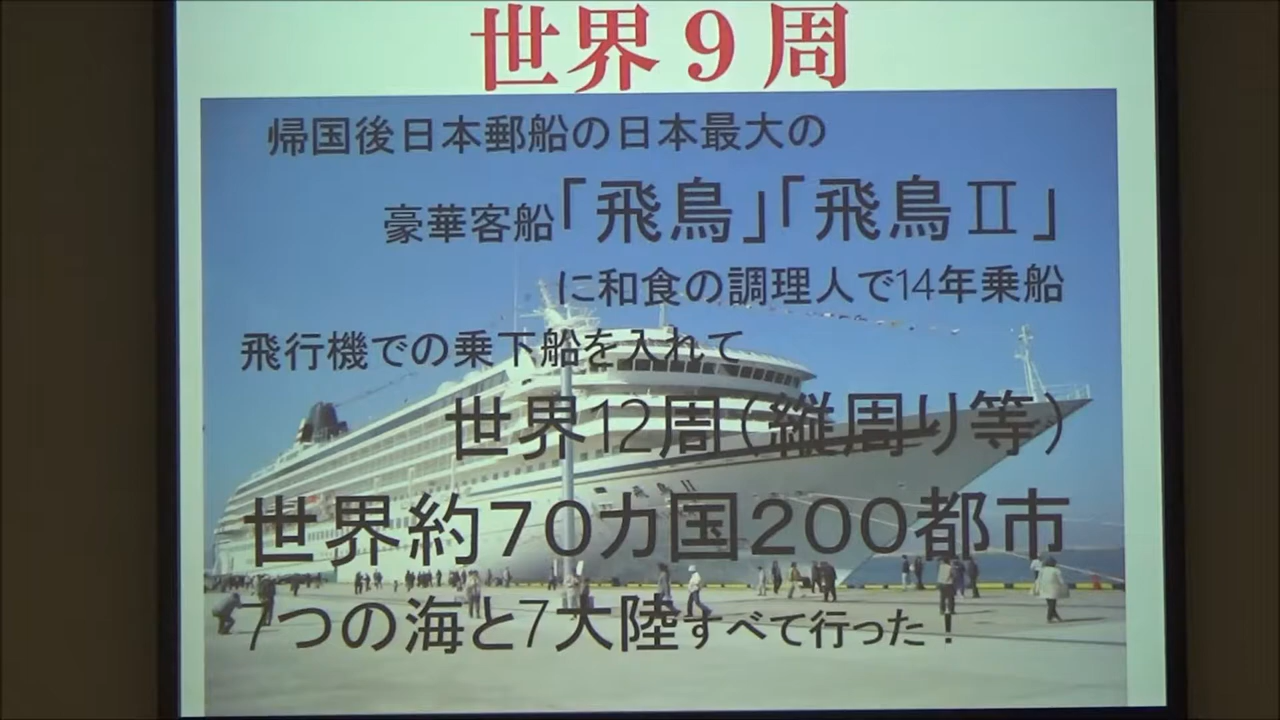 世界９周
帰国後日本郵船の日本最大の
豪華客船「飛鳥」「飛鳥Ⅱ」
に和食の調理人で14年乗船
飛行機での乗下船を入れて
世界12周(縦周り等)
世界約70カ国200都市
7つの海と7大陸すべて行った！